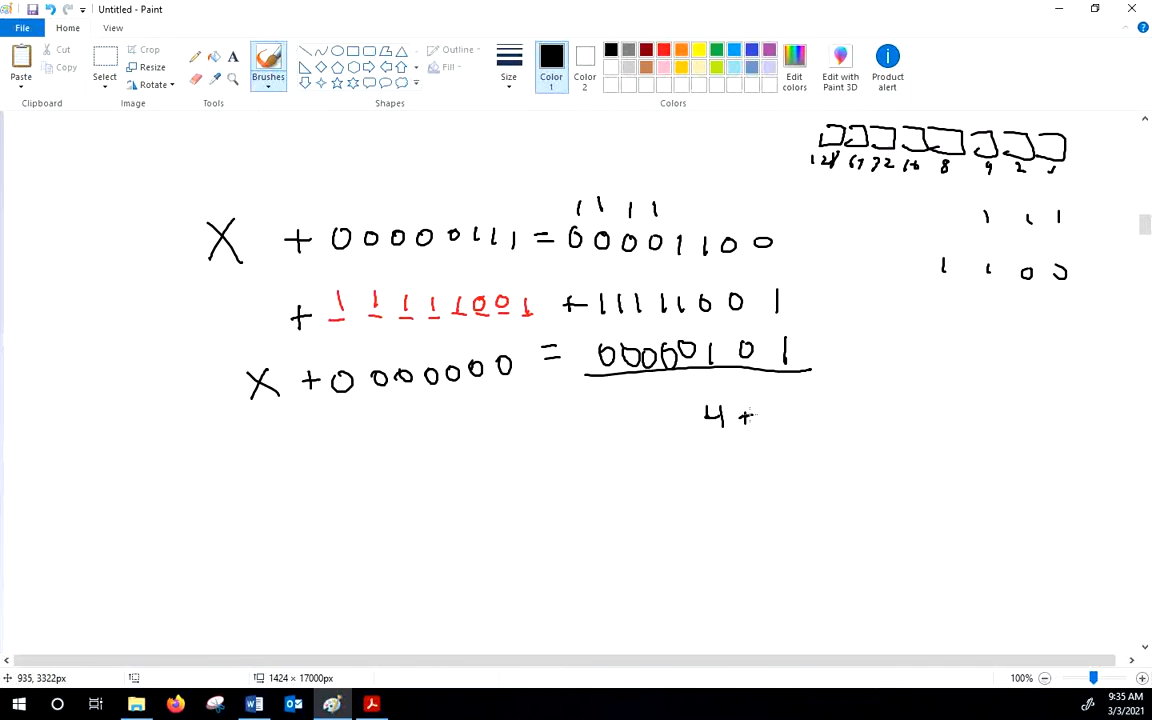 Untitled - Paint
File Home View
Cut
Copy
Paste
Clipboard
Select
Crop
Resize
Rotate
Image
Tools
Brushes
Outline
Fill
Shapes
Size
Color 1
Color 2
Colors
Edit colors
Edit with Paint 3D
Product alert
32 16 8 4 2 1
1 1 1
1 1 0 0
1 1 1 1
X + 00000111 = 00001100
+ 11111001 + 11111001
X + 0000000 = 00000101
4 +
935, 3322px
1424 × 17000px
100%
9:35 AM
3/3/2021